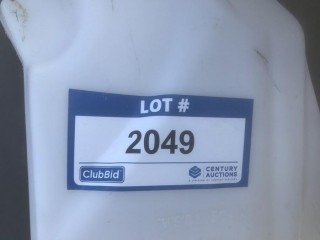 LOT #
2049
ClubBid
CENTURY
AUCTIONS